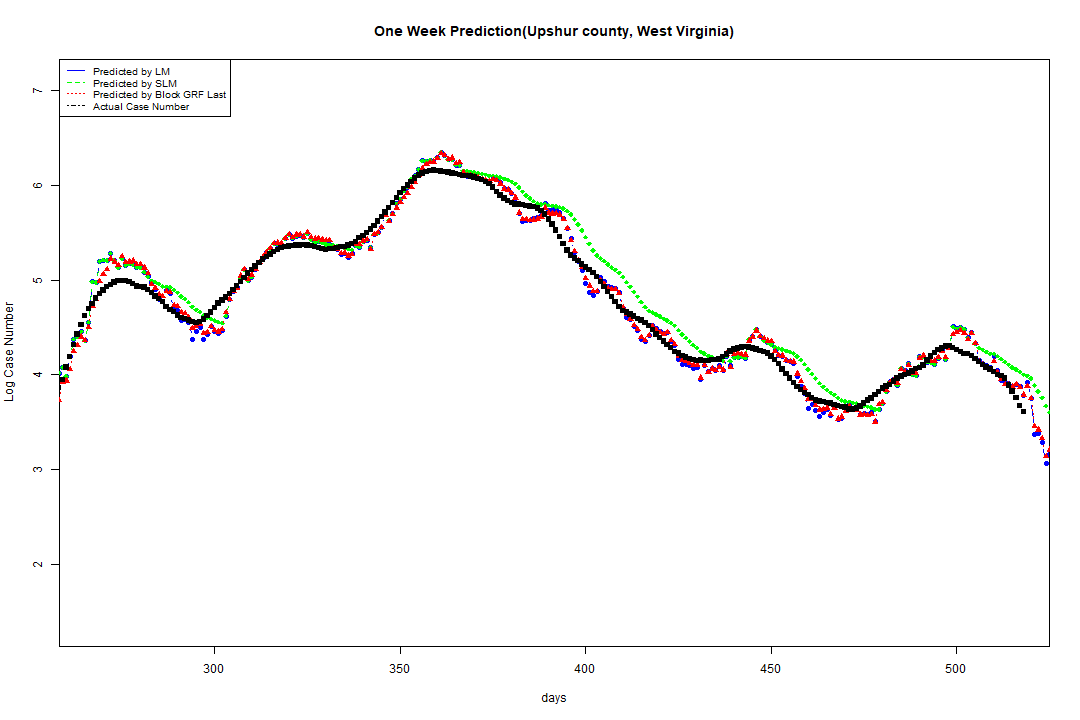 One Week Prediction(Upshur county, West Virginia)
Predicted by LM
Predicted by SLM
Predicted by Block GRF Last
Actual Case Number
7
6
5
4
3
2
Log Case Number
300 350 400 450 500
days